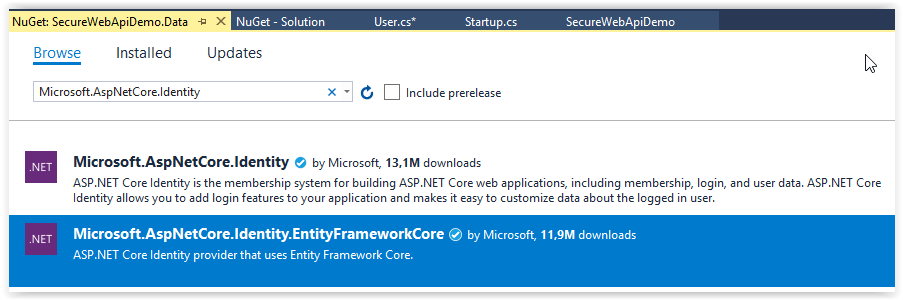 NuGet: SecureWebApiDemo.Data NuGet - Solution User.cs* Startup.cs SecureWebApiDemo
Browse Installed Updates
Microsoft.AspNetCore.Identity Include prerelease
.NET Microsoft.AspNetCore.Identity by Microsoft, 13,1M downloads
ASP.NET Core Identity is the membership system for building ASP.NET Core web applications, including membership, login, and user data. ASP.NET Core
Identity allows you to add login features to your application and makes it easy to customize data about the logged in user.
.NET Microsoft.AspNetCore.Identity.EntityFrameworkCore by Microsoft, 11,9M downloads
ASP.NET Core Identity provider that uses Entity Framework Core.